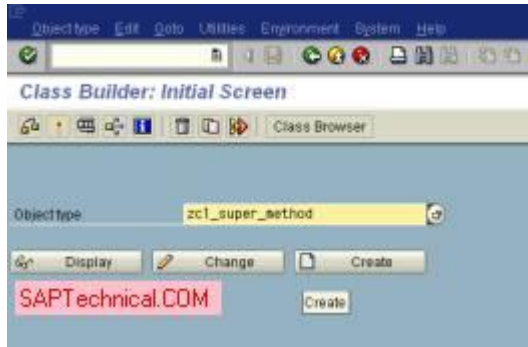 Object type Edit Goto Utilities Environment System Help
Class Builder: Initial Screen
Class Browser
Object type zc1_super_method
Display Change Create
SAPTechnical.COM
Create